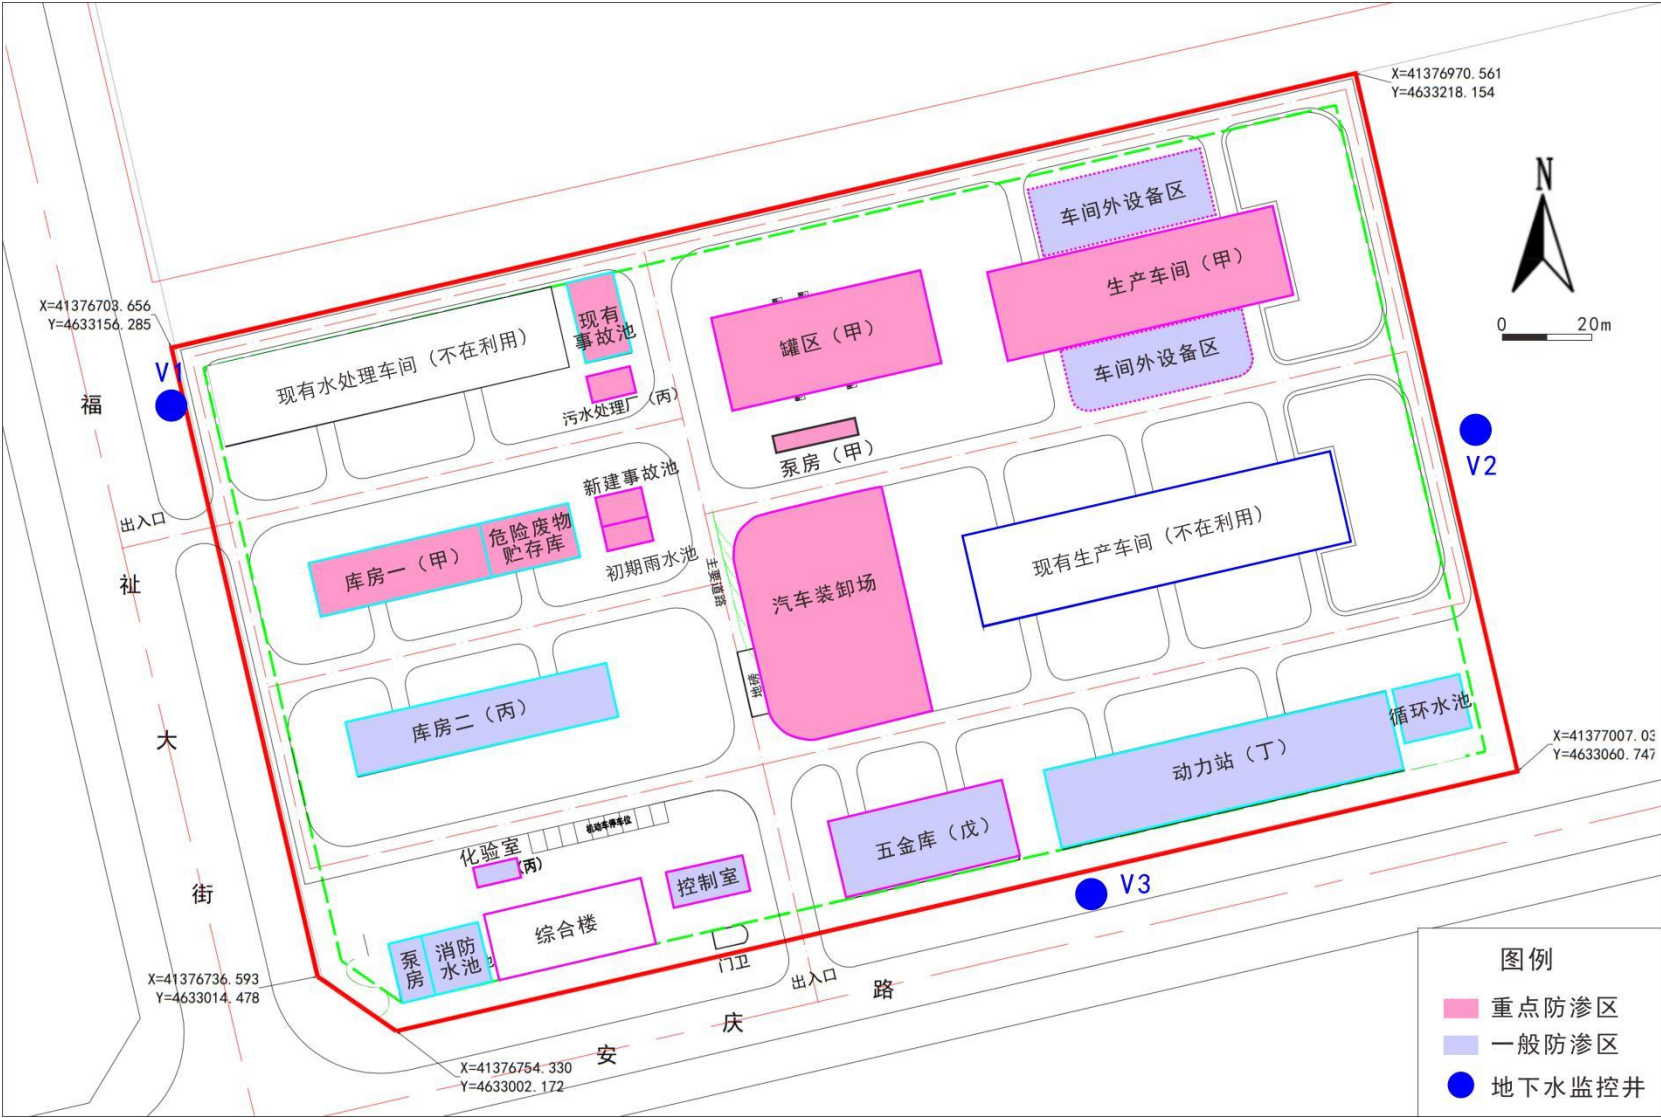 X=41376970.561
Y=4633218.154
N
0 20m
车间外设备区
生产车间（甲）
车间外设备区
X=41376703.656
Y=4633156.285
V1
福
祉
大
街
现有水处理车间（不在利用）
现有
事故池
污水处理厂（丙）
罐区（甲）
泵房（甲）
V2
出入口
新建事故池
初期雨水池
库房一（甲）
危险废物
贮存库
主要道路
汽车装卸场
现有生产车间（不在利用）
地磅
库房二（丙）
循环水池
动力站（丁）
X=41377007.03
Y=4633060.747
五金库（戊）
机动车停车位
化验室
（丙）
控制室
综合楼
泵房
消防
水池
门卫
V3
出入口
X=41376736.593
Y=4633014.478
X=41376754.330
Y=4633002.172
安
庆
路
图例
重点防渗区
一般防渗区
地下水监控井